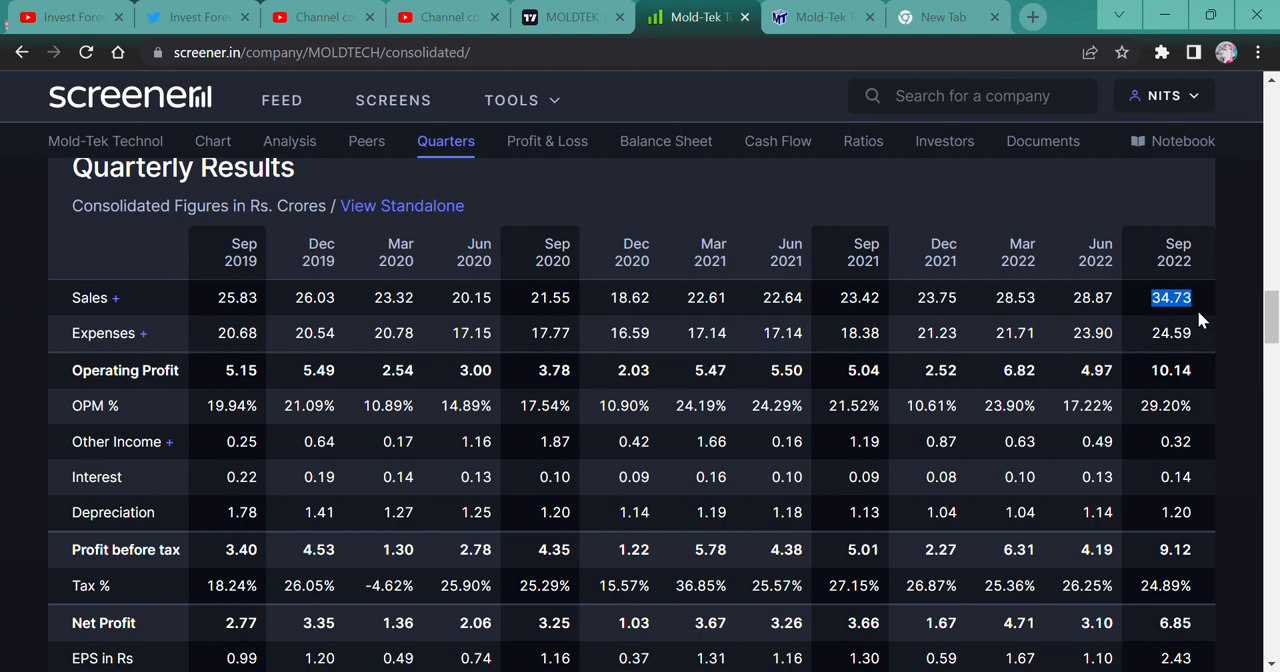 Invest Fore
Invest Fore
Channel co
Channel co
MOLDTEK
Mold-Tek T
Mold-Tek T
New Tab
screener.in/company/MOLDTECH/consolidated/
screener
FEED
SCREENS
TOOLS
Search for a company
NITS
Mold-Tek Technol Chart Analysis Peers Quarters Profit & Loss Balance Sheet Cash Flow Ratios Investors Documents Notebook
Quarterly Results
Consolidated Figures in Rs. Crores / View Standalone
Sep Dec Mar Jun Sep Dec Mar Jun Sep Dec Mar Jun Sep
2019 2019 2020 2020 2020 2020 2021 2021 2021 2021 2022 2022 2022
Sales + 25.83 26.03 23.32 20.15 21.55 18.62 22.61 22.64 23.42 23.75 28.53 28.87 34.73
Expenses + 20.68 20.54 20.78 17.15 17.77 16.59 17.14 17.14 18.38 21.23 21.71 23.90 24.59
Operating Profit 5.15 5.49 2.54 3.00 3.78 2.03 5.47 5.50 5.04 2.52 6.82 4.97 10.14
OPM % 19.94% 21.09% 10.89% 14.89% 17.54% 10.90% 24.19% 24.29% 21.52% 10.61% 23.90% 17.22% 29.20%
Other Income + 0.25 0.64 0.17 1.16 1.87 0.42 1.66 0.16 1.19 0.87 0.63 0.49 0.32
Interest 0.22 0.19 0.14 0.13 0.10 0.09 0.16 0.10 0.09 0.08 0.10 0.13 0.14
Depreciation 1.78 1.41 1.27 1.25 1.20 1.14 1.19 1.18 1.13 1.04 1.04 1.14 1.20
Profit before tax 3.40 4.53 1.30 2.78 4.35 1.22 5.78 4.38 5.01 2.27 6.31 4.19 9.12
Tax % 18.24% 26.05% -4.62% 25.90% 25.29% 15.57% 36.85% 25.57% 27.15% 26.87% 25.36% 26.25% 24.89%
Net Profit 2.77 3.35 1.36 2.06 3.25 1.03 3.67 3.26 3.66 1.67 4.71 3.10 6.85
EPS in Rs 0.99 1.20 0.49 0.74 1.16 0.37 1.31 1.16 1.30 0.59 1.67 1.10 2.43